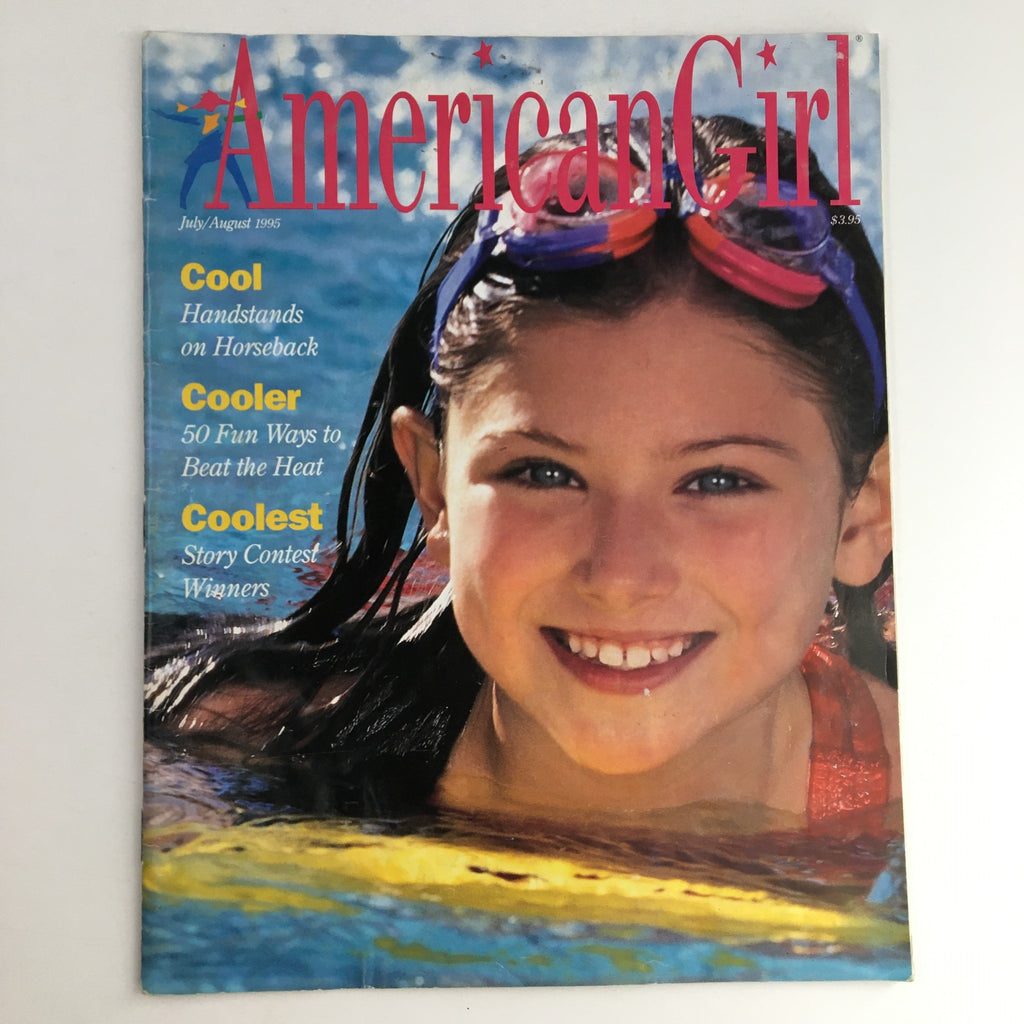 AmericanGirl®
July/August 1995
$3.95
Cool
Handstands
on Horseback
Cooler
50 Fun Ways to
Beat the Heat
Coolest
Story Contest
Winners